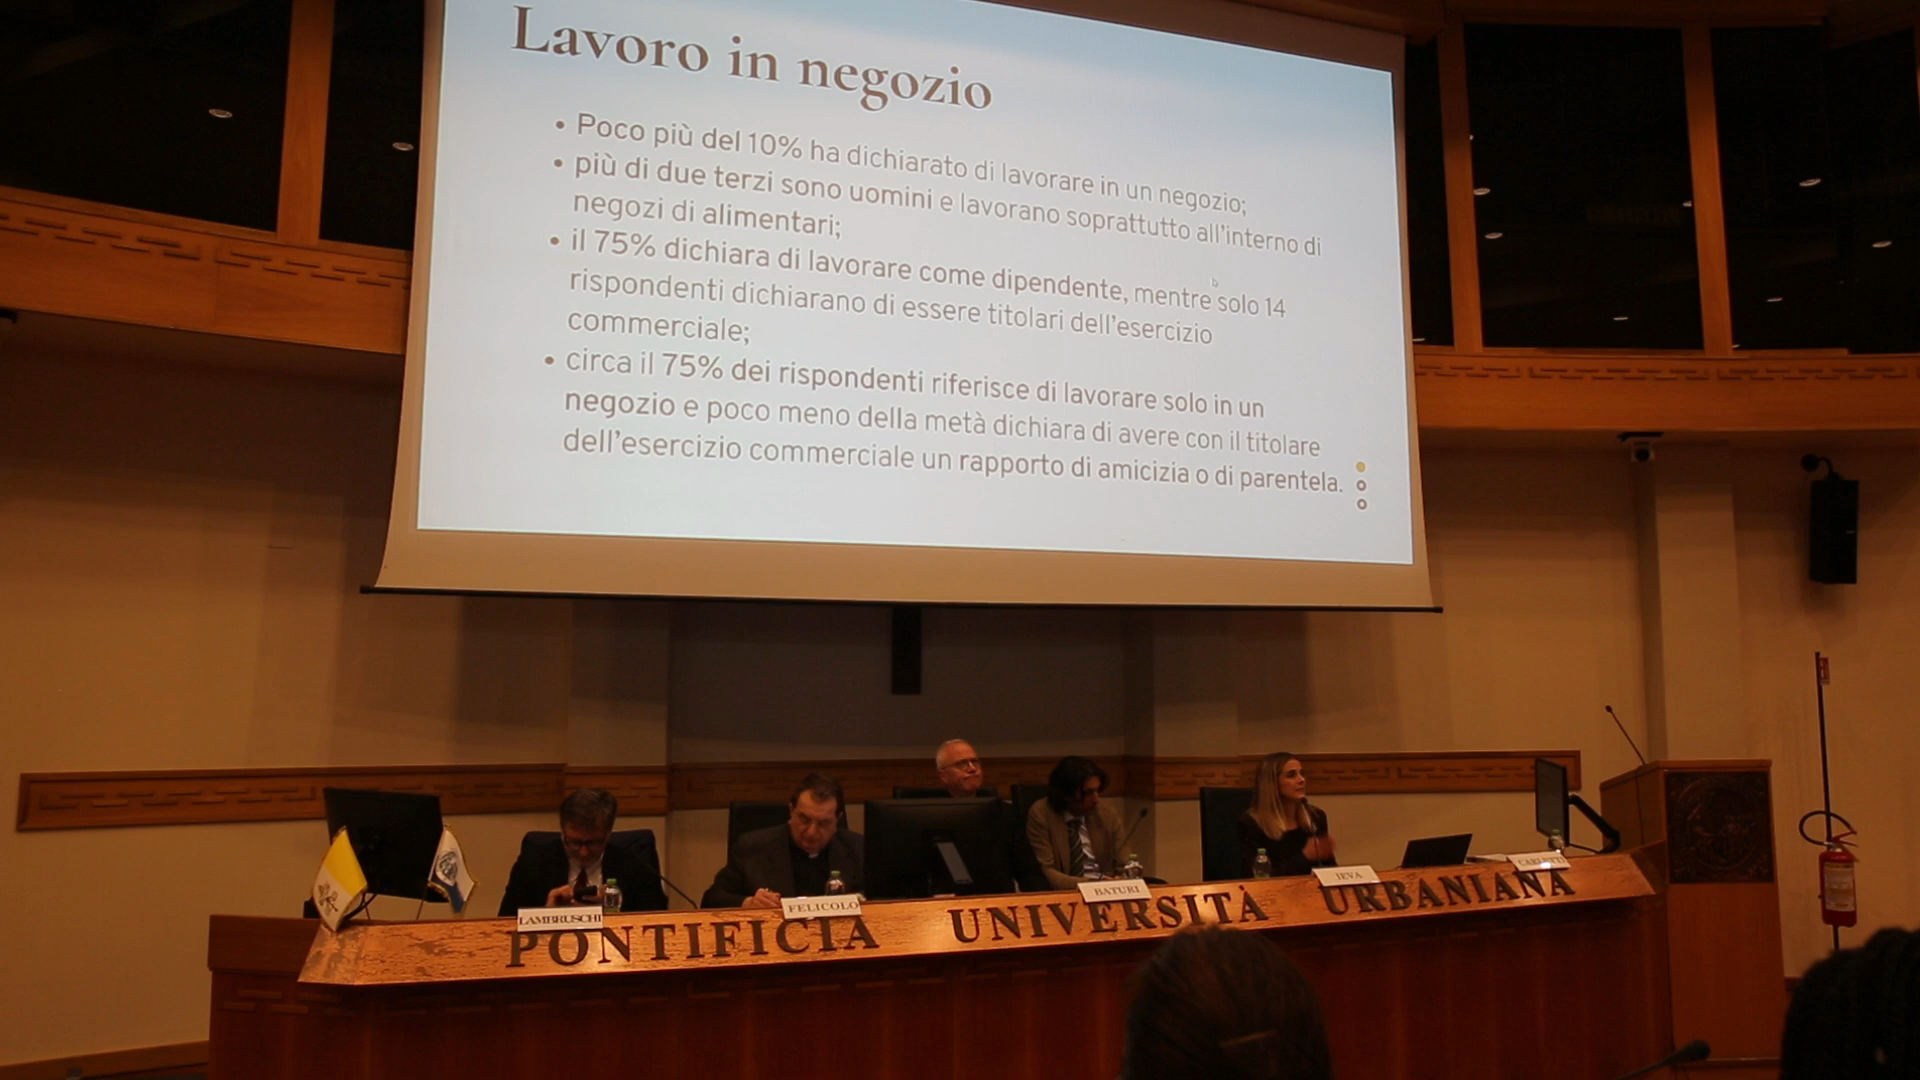 Lavoro in negozio
• Poco più del 10% ha dichiarato di lavorare in un negozio;
• più di due terzi sono uomini e lavorano soprattutto all'interno di
negozi di alimentari;
• il 75% dichiara di lavorare come dipendente, mentre solo 14
rispondenti dichiarano di essere titolari dell'esercizio
commerciale;
• circa il 75% dei rispondenti riferisce di lavorare solo in un
negozio e poco meno della metà dichiara di avere con il titolare
dell'esercizio commerciale un rapporto di amicizia o di parentela.
LAMBRUSCHI
FELICOLO
BATURI
IEVA
PONTIFICIA UNIVERSITÀ URBANIANA